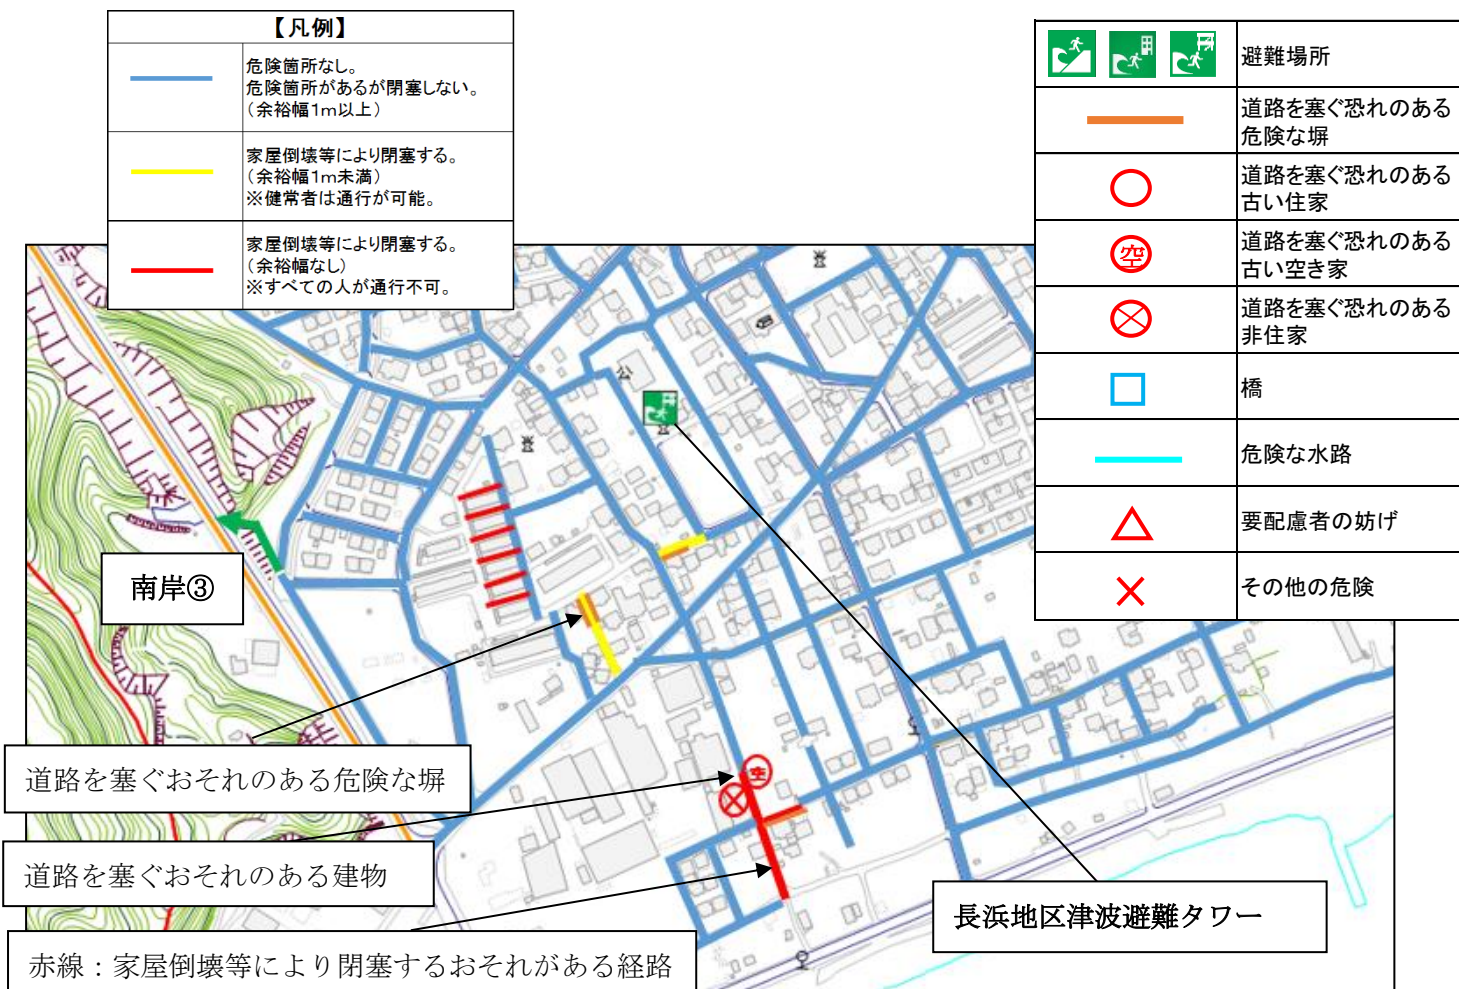 【凡例】
危険箇所なし。
危険箇所があるが閉塞しない。
（余裕幅1m以上）
家屋倒壊等により閉塞する。
（余裕幅1m未満）
※健常者は通行が可能。
家屋倒壊等により閉塞する。
（余裕幅なし）
※すべての人が通行不可。
避難場所
道路を塞ぐ恐れのある
危険な塀
道路を塞ぐ恐れのある
古い住家
空
道路を塞ぐ恐れのある
古い空き家
道路を塞ぐ恐れのある
非住家
橋
危険な水路
要配慮者の妨げ
その他の危険
公
南岸③
道路を塞ぐおそれのある危険な塀
空
道路を塞ぐおそれのある建物
長浜地区津波避難タワー
赤線：家屋倒壊等により閉塞するおそれがある経路